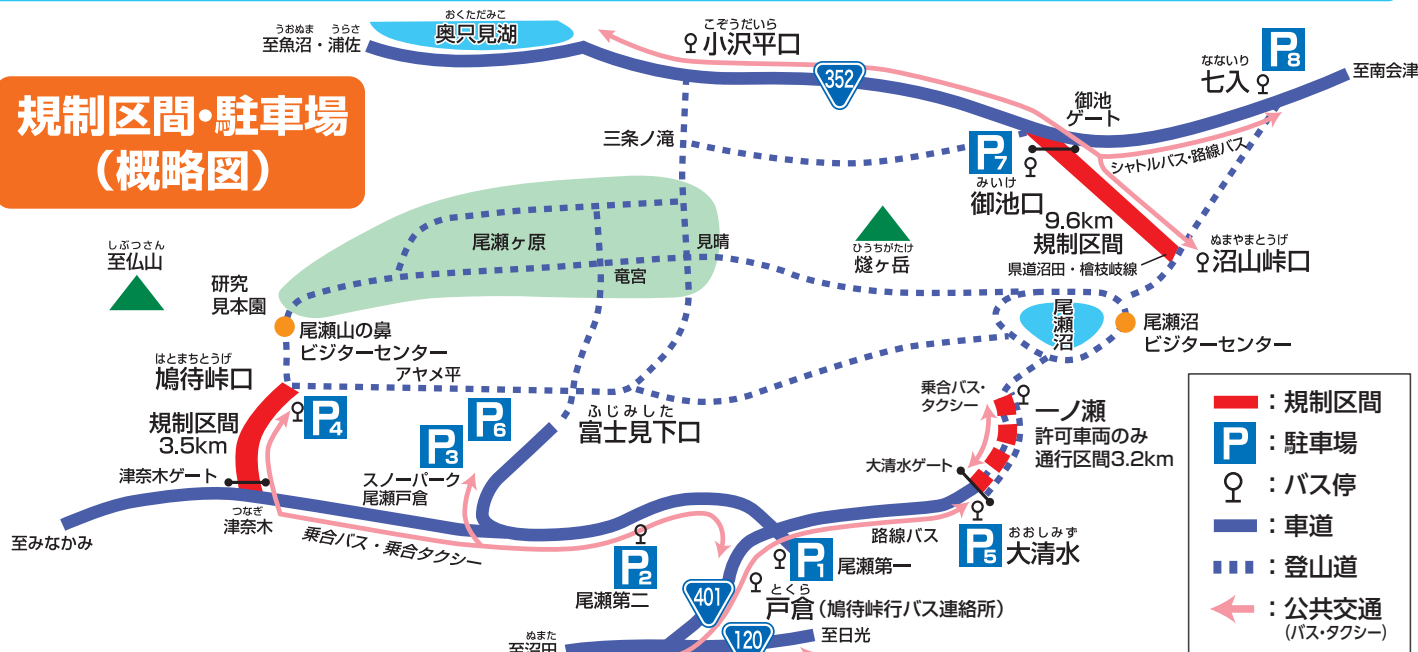 規制区間・駐車場
（概略図）
うおぬま うらさ
至魚沼・浦佐
おくただみこ
奥只見湖
こぞうだいら
小沢平口
352
なないり
七入
P8
至南会津
御池
ゲート
シャトルバス・路線バス
三条ノ滝
P7
みいけ
御池口
9.6km
規制区間
県道沼田・檜枝岐線
ぬまやまとうげ
沼山峠口
しぶつさん
至仏山
尾瀬ヶ原
見晴
竜宮
ひうちがたけ
燧ヶ岳
研究
見本園
尾瀬山の鼻
ビジターセンター
尾瀬沼
尾瀬沼
ビジターセンター
はとまちとうげ
鳩待峠口
アヤメ平
規制区間
3.5km
P4
P3
P6
スノーパーク
尾瀬戸倉
ふじみした
富士見下口
乗合バス・
タクシー
一ノ瀬
許可車両のみ
通行区間3.2km
大清水ゲート
津奈木ゲート
つなぎ
津奈木
至みなかみ
乗合バス・乗合タクシー
P2
尾瀬第二
P1
尾瀬第一
路線バス
P5
おおしみず
大清水
401
とくら
戸倉（鳩待峠行バス連絡所）
120
至日光
ぬまた
至沼田
：規制区間
P：駐車場
：バス停
：車道
：登山道
：公共交通
（バス・タクシー）